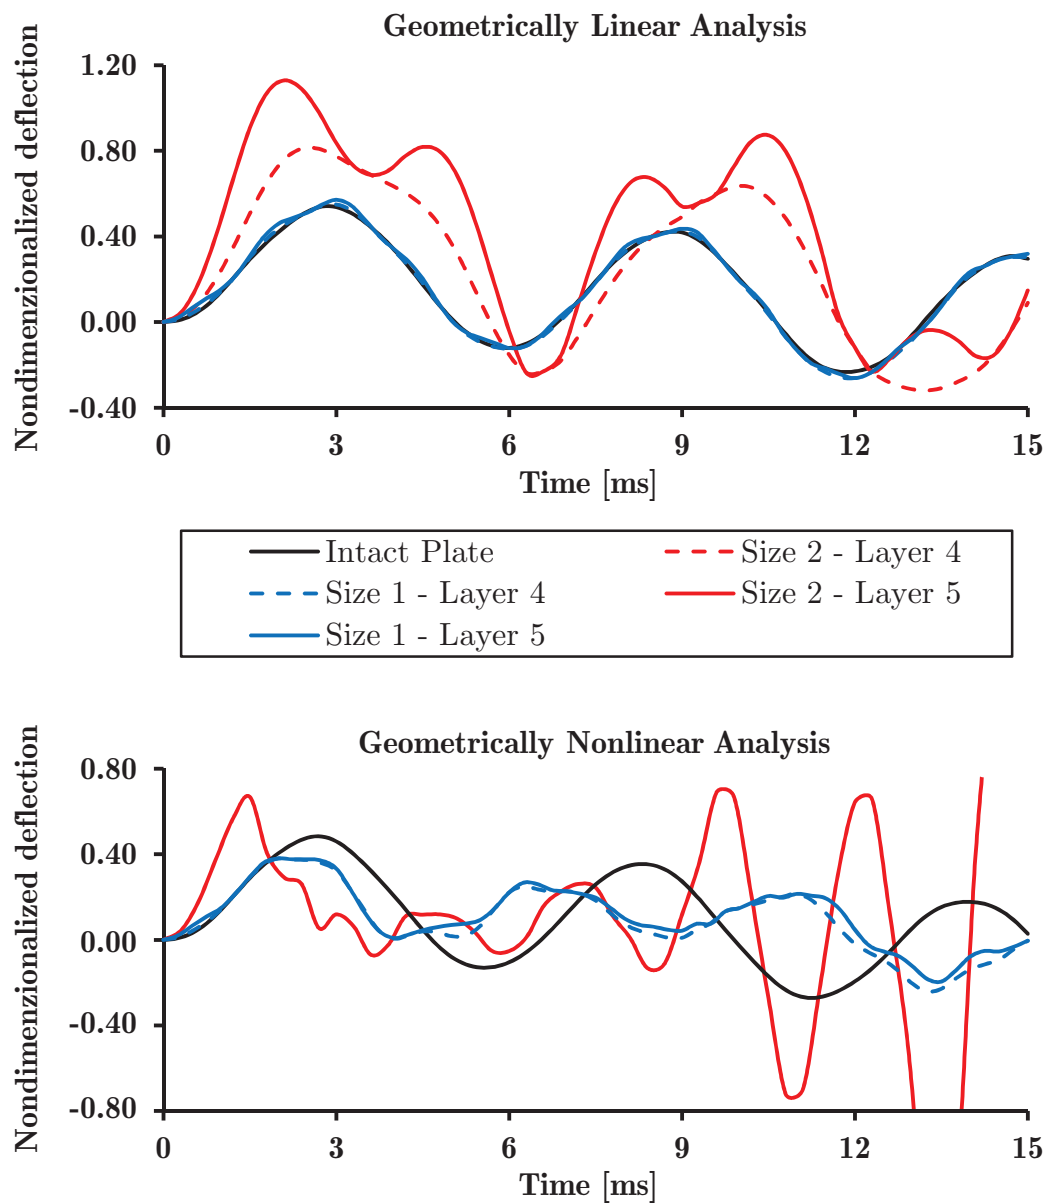 Geometrically Linear Analysis
Nondimenzionalized deflection
1.20
0.80
0.40
0.00
-0.40
0 3 6 9 12 15
Time [ms]
Intact Plate
Size 2 - Layer 4
Size 1 - Layer 4
Size 2 - Layer 5
Size 1 - Layer 5
Geometrically Nonlinear Analysis
Nondimenzionalized deflection
0.80
0.40
0.00
-0.40
-0.80
0 3 6 9 12 15
Time [ms]